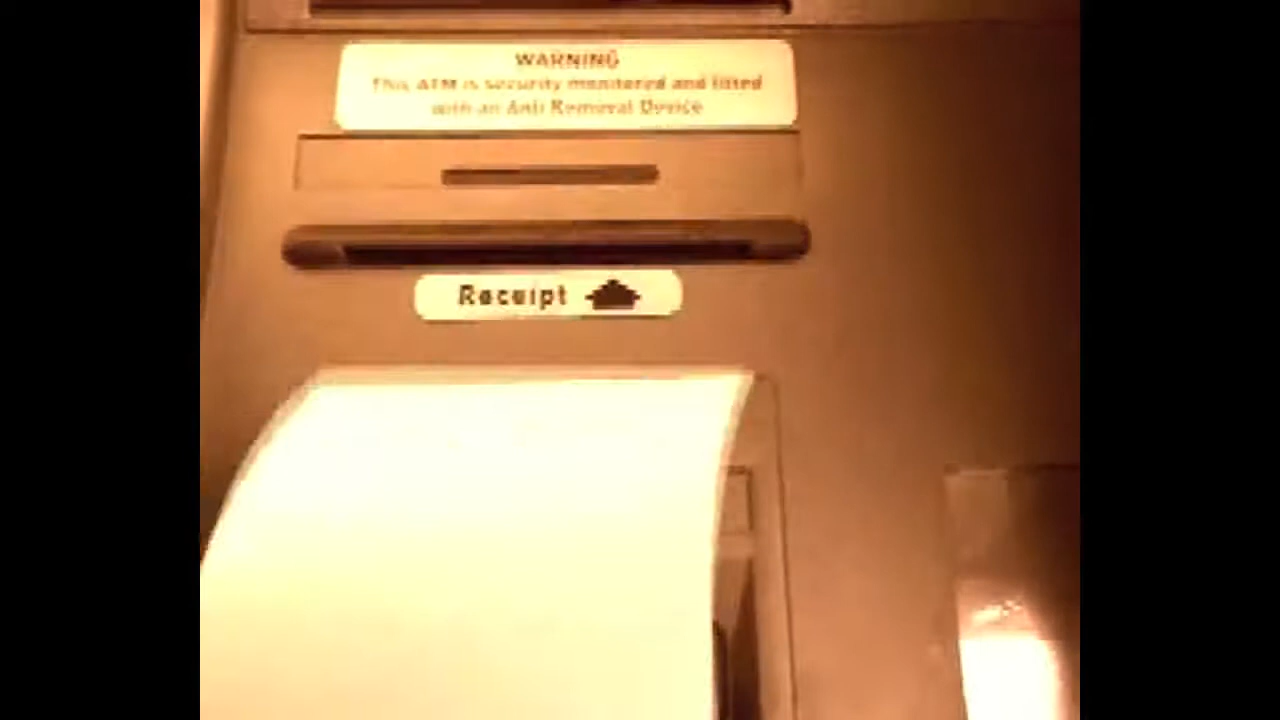 WARNING
This ATM is security monitored and fitted
with an Anti Removal Device
Receipt